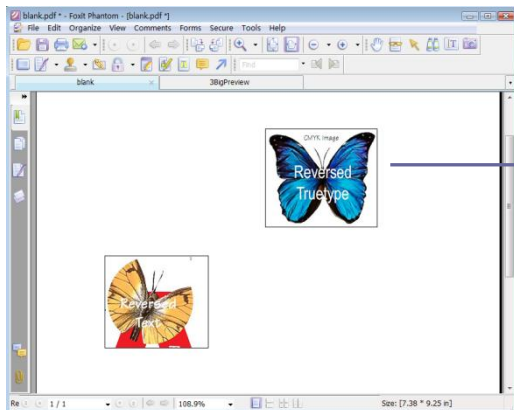 blank.pdf * - Foxit Phantom - [blank.pdf *]
File Edit Organize View Comments Forms Secure Tools Help
Find
blank 3BigPreview
CMYK Image
Reversed
Truetype
Reversed
Text
1 / 1 108.9% Size: [7.38 * 9.25 in]